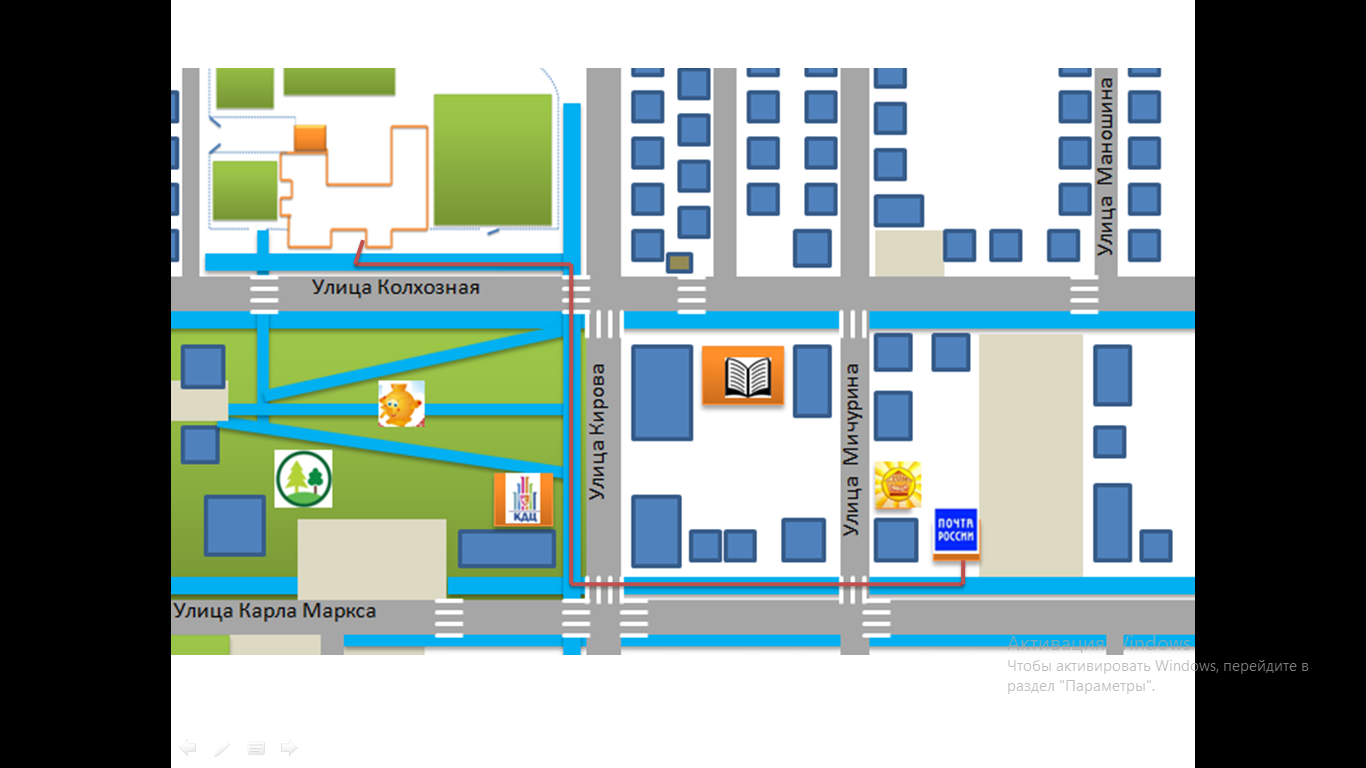 Улица Маношина
Улица Колхозная
Улица Кирова
Улица Мичурина
КДЦ
ПОЧТА
РОССИИ
Улица Карла Маркса
Активация Windows
Чтобы активировать Windows, перейдите в
раздел "Параметры".